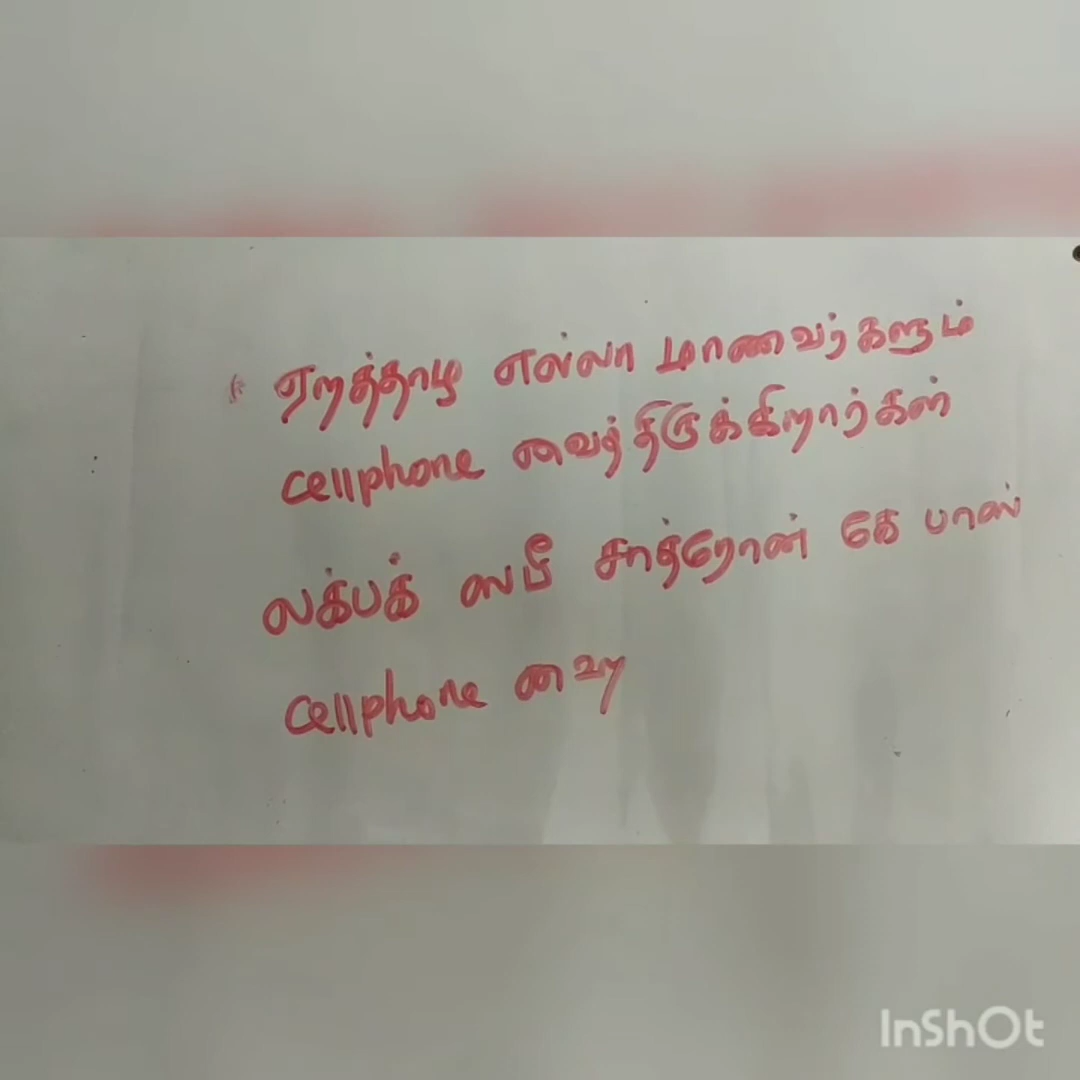 ஏறத்தாழ எல்லா மாணவர்களும்
cellphone வைத்திருக்கிறார்கள்
லக்பக் ஸபீ சாத்ரோன் கே பாஸ்
cellphone வைு
InShOt